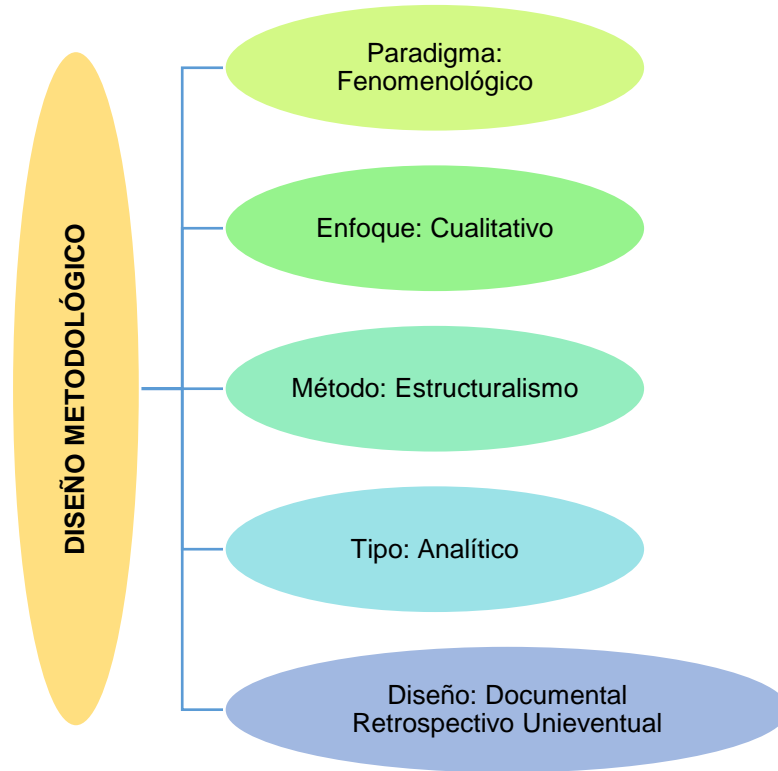 DISEÑO METODOLÓGICO
Paradigma:
Fenomenológico
Enfoque: Cualitativo
Método: Estructuralismo
Tipo: Analítico
Diseño: Documental
Retrospectivo Unieventual